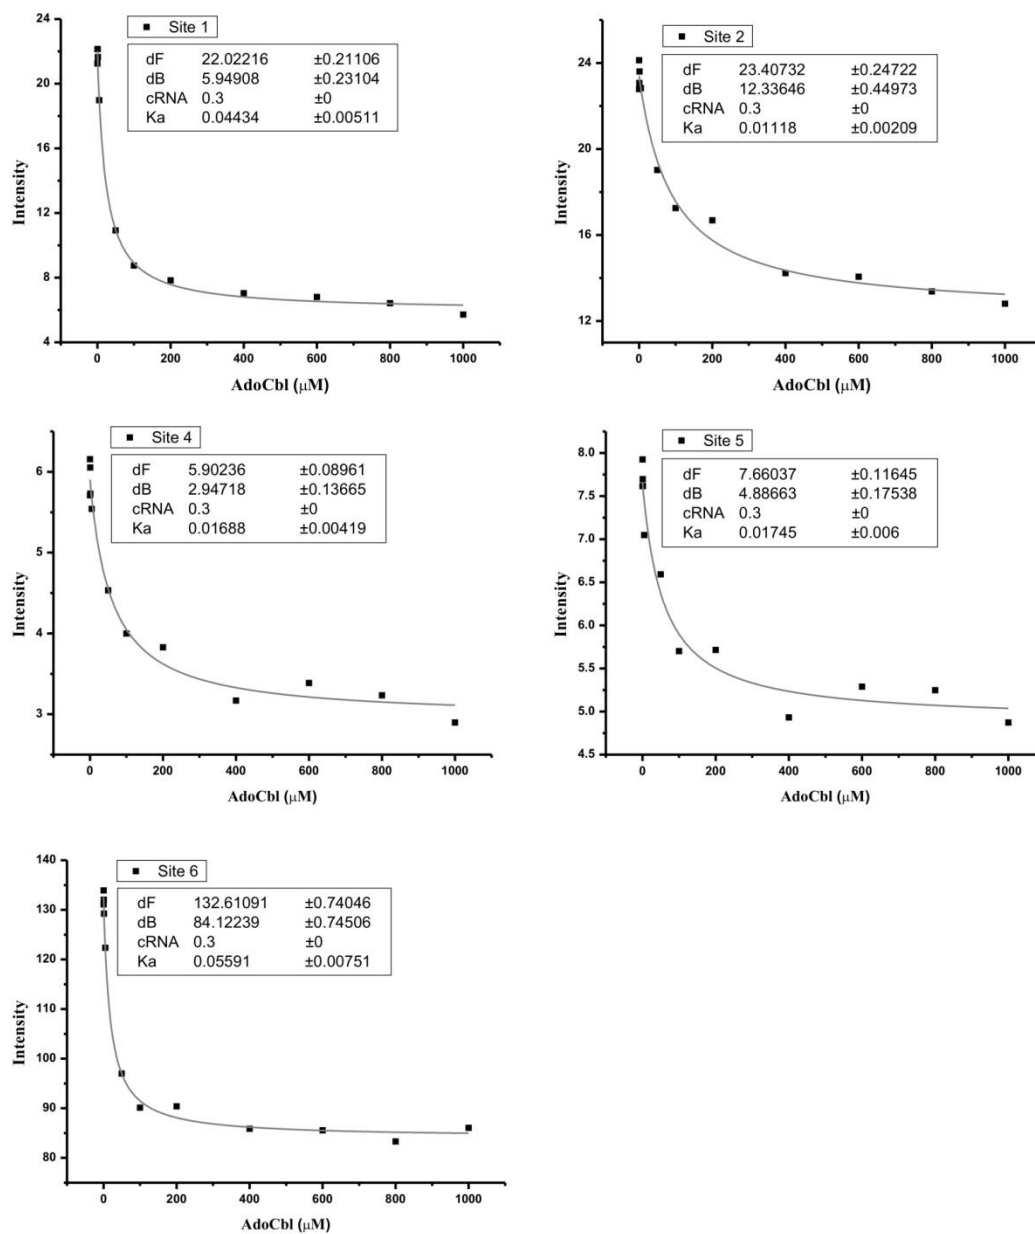 Site 1
dF 22.02216 ±0.21106
dB 5.94908 ±0.23104
cRNA 0.3 ±0
Ka 0.04434 ±0.00511
24
20
16
12
8
4
Intensity
0 200 400 600 800 1000
AdoCbl (μM)
Site 2
dF 23.40732 ±0.24722
dB 12.33646 ±0.44973
cRNA 0.3 ±0
Ka 0.01118 ±0.00209
24
20
16
12
Intensity
0 200 400 600 800 1000
AdoCbl (μM)
Site 4
dF 5.90236 ±0.08961
dB 2.94718 ±0.13665
cRNA 0.3 ±0
Ka 0.01688 ±0.00419
6
5
4
3
Intensity
0 200 400 600 800 1000
AdoCbl (μM)
Site 5
dF 7.66037 ±0.11645
dB 4.88663 ±0.17538
cRNA 0.3 ±0
Ka 0.01745 ±0.006
8.0
7.5
7.0
6.5
6.0
5.5
5.0
4.5
Intensity
0 200 400 600 800 1000
AdoCbl (μM)
Site 6
dF 132.61091 ±0.74046
dB 84.12239 ±0.74506
cRNA 0.3 ±0
Ka 0.05591 ±0.00751
140
130
120
110
100
90
80
Intensity
0 200 400 600 800 1000
AdoCbl (μM)